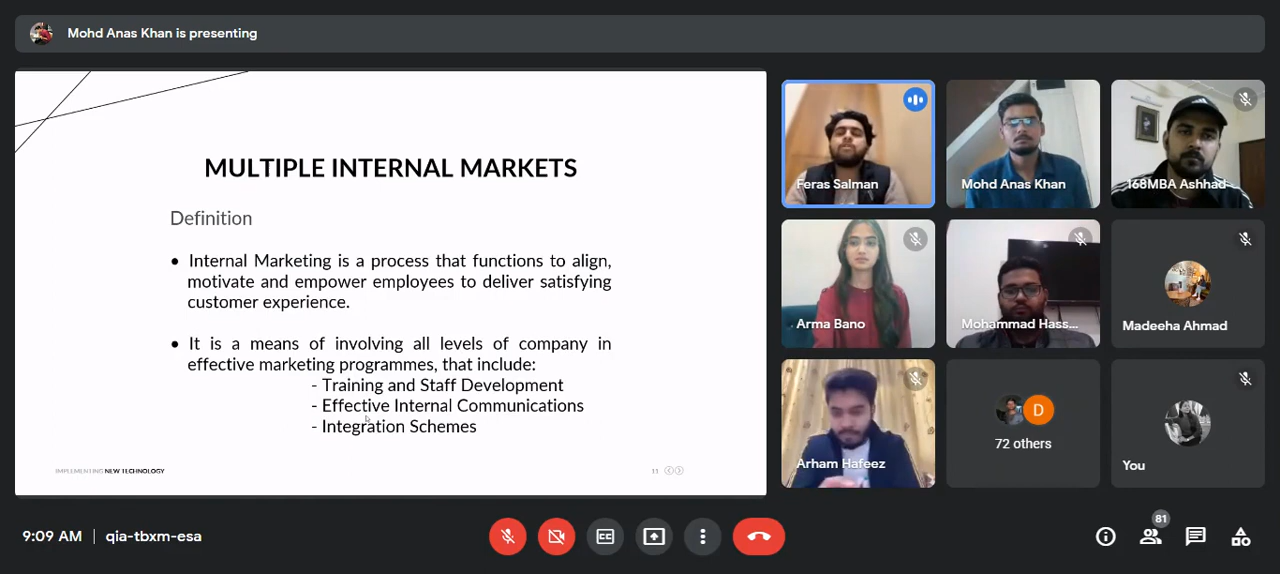 Mohd Anas Khan is presenting
MULTIPLE INTERNAL MARKETS
Definition
• Internal Marketing is a process that functions to align,
motivate and empower employees to deliver satisfying
customer experience.
• It is a means of involving all levels of company in
effective marketing programmes, that include:
- Training and Staff Development
- Effective Internal Communications
- Integration Schemes
IMPLEMENTING NEW TECHNOLOGY
11
Feras Salman
Mohd Anas Khan
168MBA Ashhad
Arma Bano
Mohammad Hass...
Madeeha Ahmad
Arham Hafeez
D
72 others
You
9:09 AM | qia-tbxm-esa
CC
81